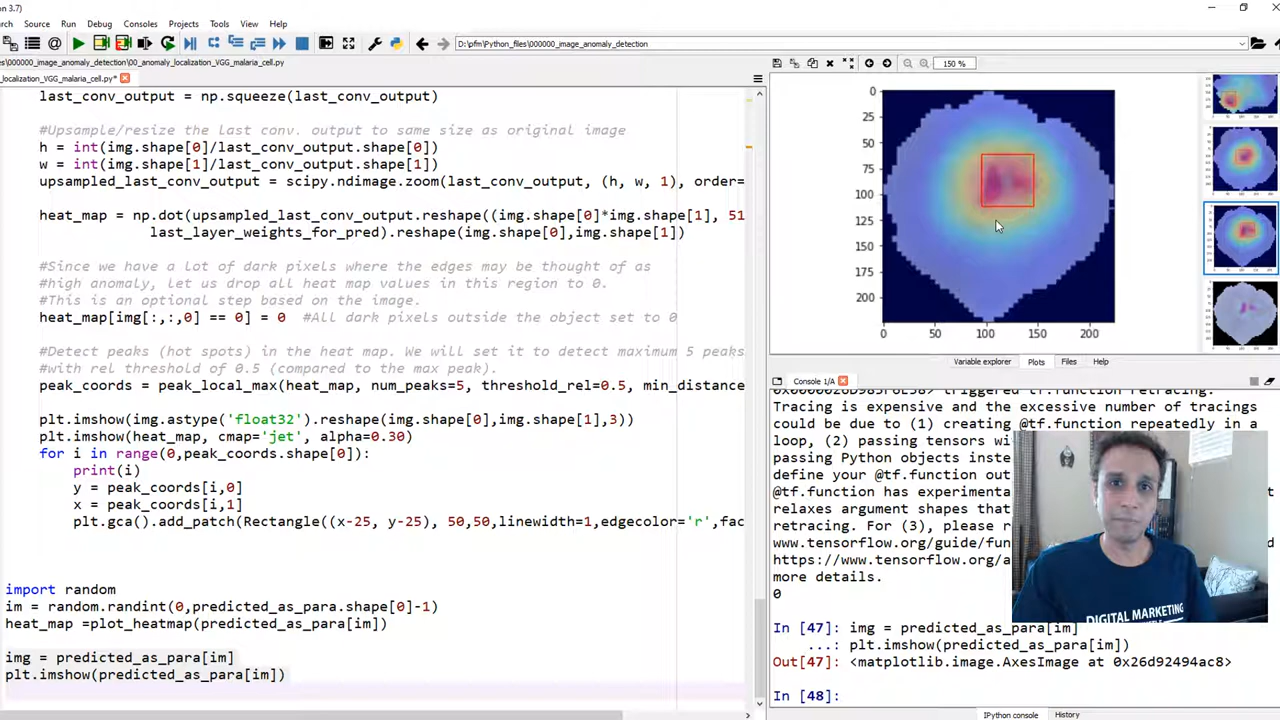 n 3.7)
rch Source Run Debug Consoles Projects Tools View Help
D:\pfm\Python_files\000000_image_anomaly_detection
es\000000_image_anomaly_detection\00_anomaly_localization_VGG_malaria_cell.py
_localization_VGG_malaria_cell.py*
150 %
last_conv_output = np.squeeze(last_conv_output)
#Upsample/resize the last conv. output to same size as original image
h = int(img.shape[0]/last_conv_output.shape[0])
w = int(img.shape[1]/last_conv_output.shape[1])
upsampled_last_conv_output = scipy.ndimage.zoom(last_conv_output, (h, w, 1), order=
heat_map = np.dot(upsampled_last_conv_output.reshape((img.shape[0]*img.shape[1], 51
last_layer_weights_for_pred).reshape(img.shape[0],img.shape[1])
#Since we have a lot of dark pixels where the edges may be thought of as
#high anomaly, let us drop all heat map values in this region to 0.
#This is an optional step based on the image.
heat_map[img[:,:,0] == 0] = 0  #All dark pixels outside the object set to 0
#Detect peaks (hot spots) in the heat map. We will set it to detect maximum 5 peaks
#with rel threshold of 0.5 (compared to the max peak).
peak_coords = peak_local_max(heat_map, num_peaks=5, threshold_rel=0.5, min_distance
plt.imshow(img.astype('float32').reshape(img.shape[0],img.shape[1],3))
plt.imshow(heat_map, cmap='jet', alpha=0.30)
for i in range(0,peak_coords.shape[0]):
print(i)
y = peak_coords[i,0]
x = peak_coords[i,1]
plt.gca().add_patch(Rectangle((x-25, y-25), 50,50,linewidth=1,edgecolor='r',fac
import random
im = random.randint(0,predicted_as_para.shape[0]-1)
heat_map =plot_heatmap(predicted_as_para[im])
img = predicted_as_para[im]
plt.imshow(predicted_as_para[im])
0
25
50
75
100
125
150
175
200
0 50 100 150 200
Variable explorer Plots Files Help
Console 1/A
triggered tf.function retracing.
Tracing is expensive and the excessive number of tracings
could be due to (1) creating @tf.function repeatedly in a
loop, (2) passing tensors wi
passing Python objects inste
define your @tf.function out
@tf.function has experimenta
relaxes argument shapes that
retracing. For (3), please r
www.tensorflow.org/guide/fun
https://www.tensorflow.org/a
more details.
0
In [47]: img = predicted_as_para[im]
...: plt.imshow(predicted_as_para[im])
Out[47]: <matplotlib.image.AxesImage at 0x26d92494ac8>
In [48]:
DIGITAL MARKETING
IPython console History